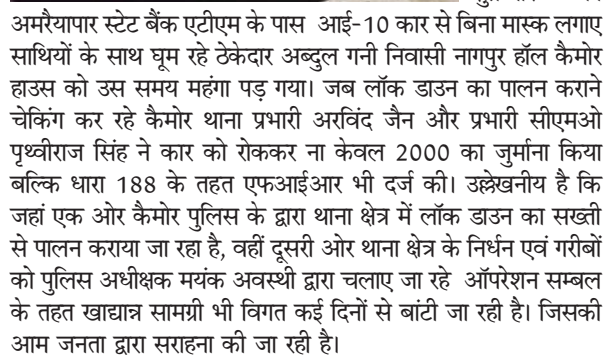 अमरैयापार स्टेट बैंक एटीएम के पास आई-10 कार से बिना मास्क लगाए
साथियों के साथ घूम रहे ठेकेदार अब्दुल गनी निवासी नागपुर हॉल कैमोर
हाउस को उस समय महंगा पड़ गया। जब लॉक डाउन का पालन कराने
चेकिंग कर रहे कैमोर थाना प्रभारी अरविंद जैन और प्रभारी सीएमओ
पृथ्वीराज सिंह ने कार को रोककर ना केवल 2000 का जुर्माना किया
बल्कि धारा 188 के तहत एफआईआर भी दर्ज की। उल्लेखनीय है कि
जहां एक ओर कैमोर पुलिस के द्वारा थाना क्षेत्र में लॉक डाउन का सख्ती
से पालन कराया जा रहा है, वहीं दूसरी ओर थाना क्षेत्र के निर्धन एवं गरीबों
को पुलिस अधीक्षक मयंक अवस्थी द्वारा चलाए जा रहे ऑपरेशन सम्बल
के तहत खाद्यान्न सामग्री भी विगत कई दिनों से बांटी जा रही है। जिसकी
आम जनता द्वारा सराहना की जा रही है।